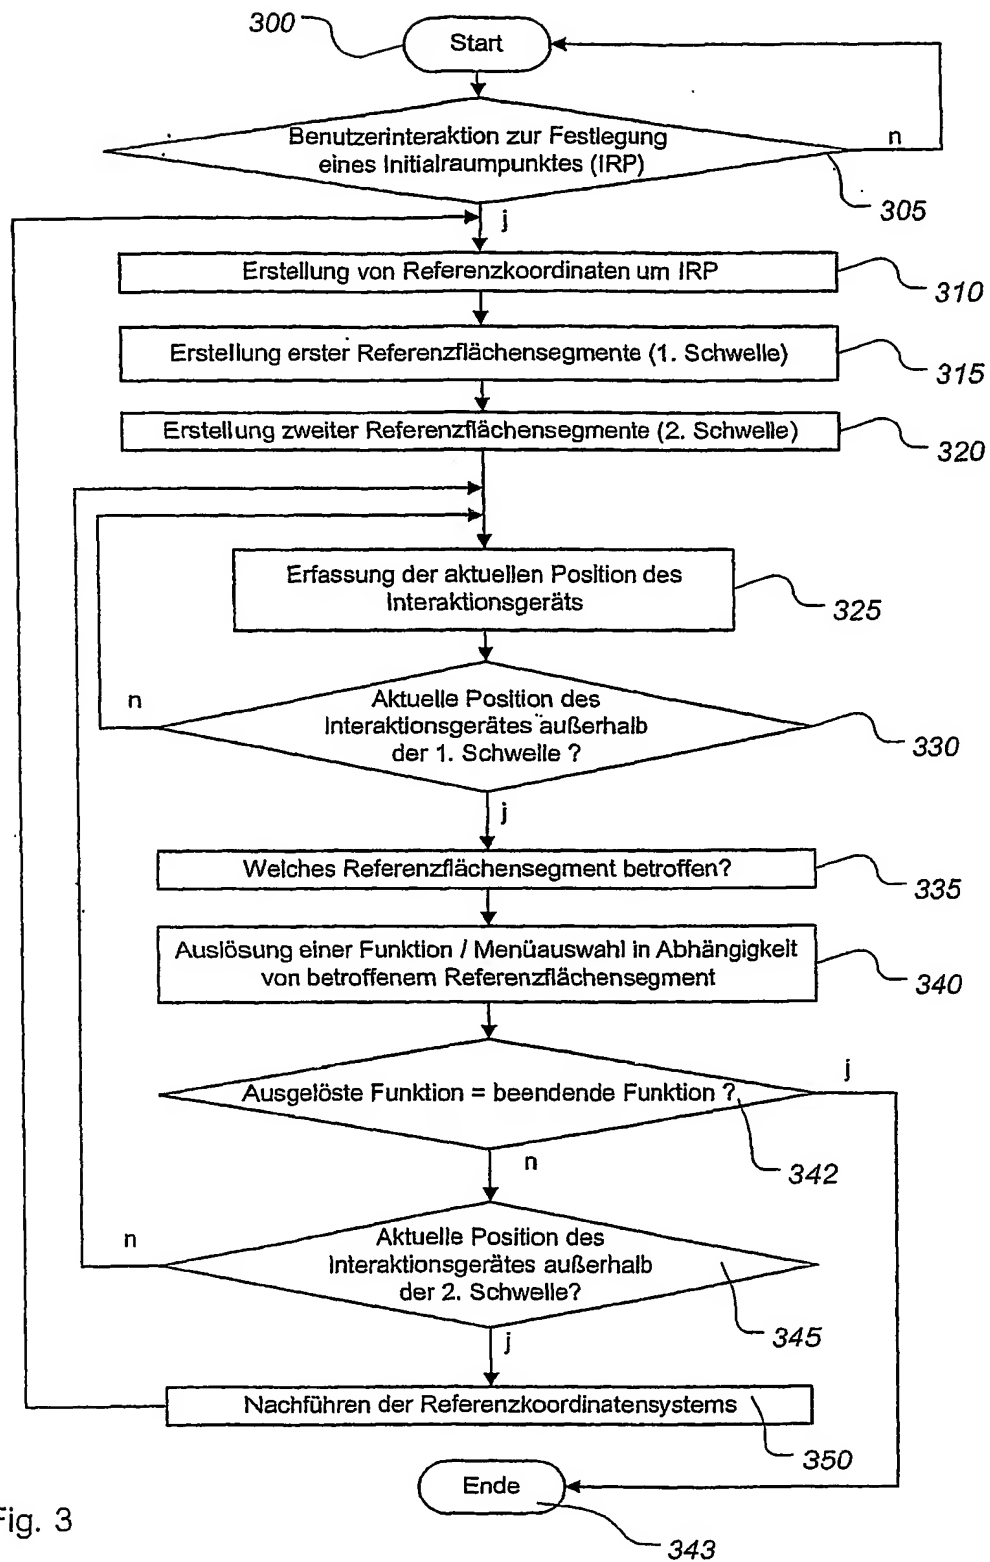 300
Start
Benutzerinteraktion zur Festlegung
eines Initialraumpunktes (IRP)
n
305
j
Erstellung von Referenzkoordinaten um IRP
310
Erstellung erster Referenzflächensegmente (1. Schwelle)
315
Erstellung zweiter Referenzflächensegmente (2. Schwelle)
320
Erfassung der aktuellen Position des
Interaktionsgeräts
325
n
Aktuelle Position des
Interaktionsgerätes außerhalb
der 1. Schwelle ?
330
j
Welches Referenzflächensegment betroffen?
335
Auslösung einer Funktion / Menüauswahl in Abhängigkeit
von betroffenem Referenzflächensegment
340
j
Ausgelöste Funktion = beendende Funktion ?
342
n
n
Aktuelle Position des
Interaktionsgerätes außerhalb
der 2. Schwelle?
345
j
Nachführen der Referenzkoordinatensystems
350
Ende
343
Fig. 3